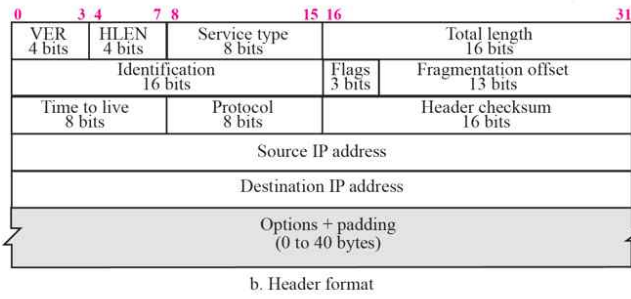 0 3 4 7 8 15 16 31
VER HLEN Service type Total length
4 bits 4 bits 8 bits 16 bits
Identification Flags Fragmentation offset
16 bits 3 bits 13 bits
Time to live Protocol Header checksum
8 bits 8 bits 16 bits
Source IP address
Destination IP address
Options + padding
(0 to 40 bytes)
b. Header format